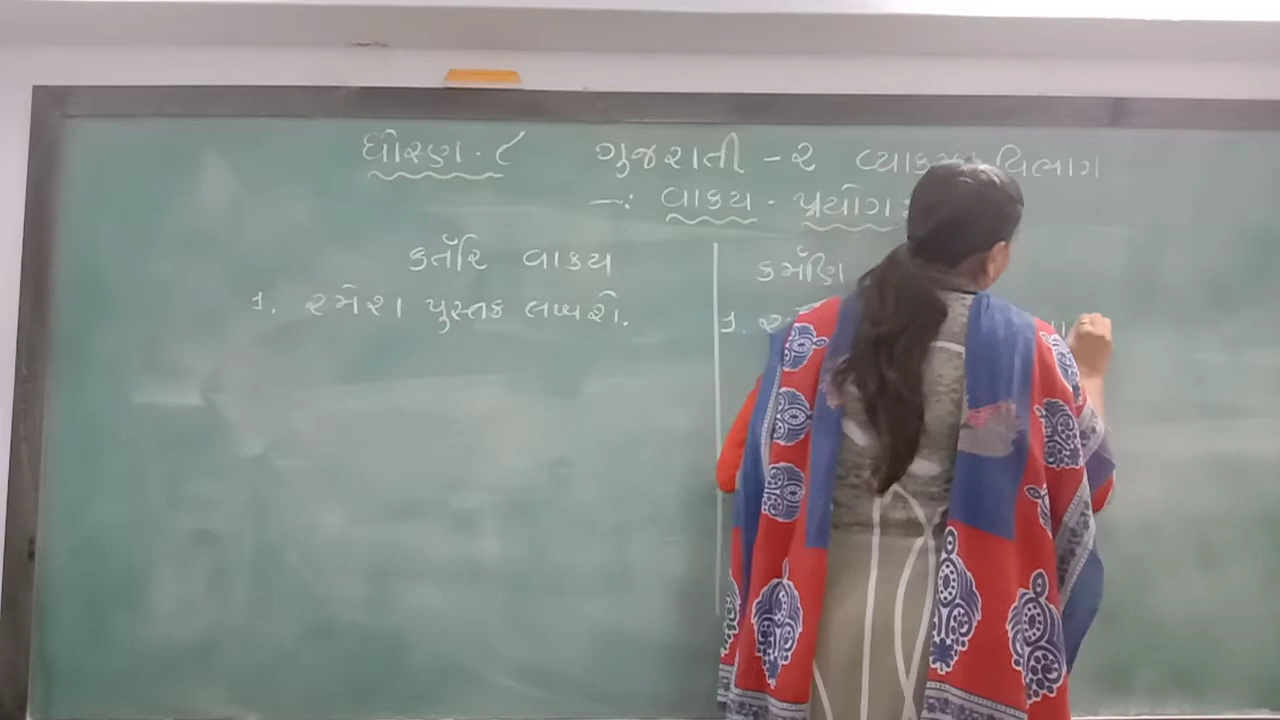 ધોરણ. ૮ ગુજરાતી - ૨ વિભાગ
-: વાક્ય - પ્રયોગ
કર્તરિ વાક્ય
૧. રમેશ પુસ્તક લખશે.
કર્મણિ
૧.